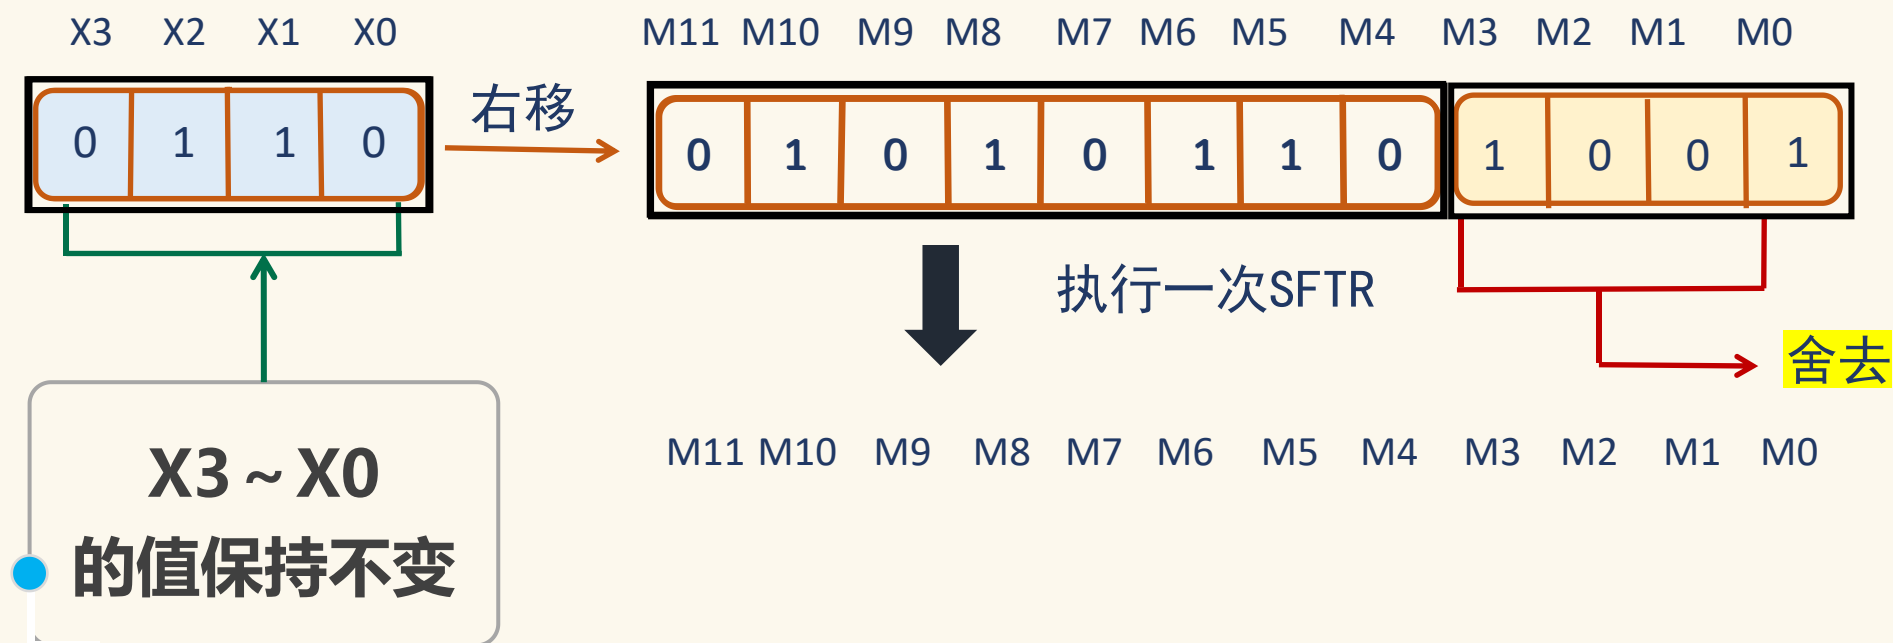 X3 X2 X1 X0 M11 M10 M9 M8 M7 M6 M5 M4 M3 M2 M1 M0
0 1 1 0 右移 0 1 0 1 0 1 1 0 1 0 0 1
执行一次SFTR
舍去
M11 M10 M9 M8 M7 M6 M5 M4 M3 M2 M1 M0
X3～X0
的值保持不变